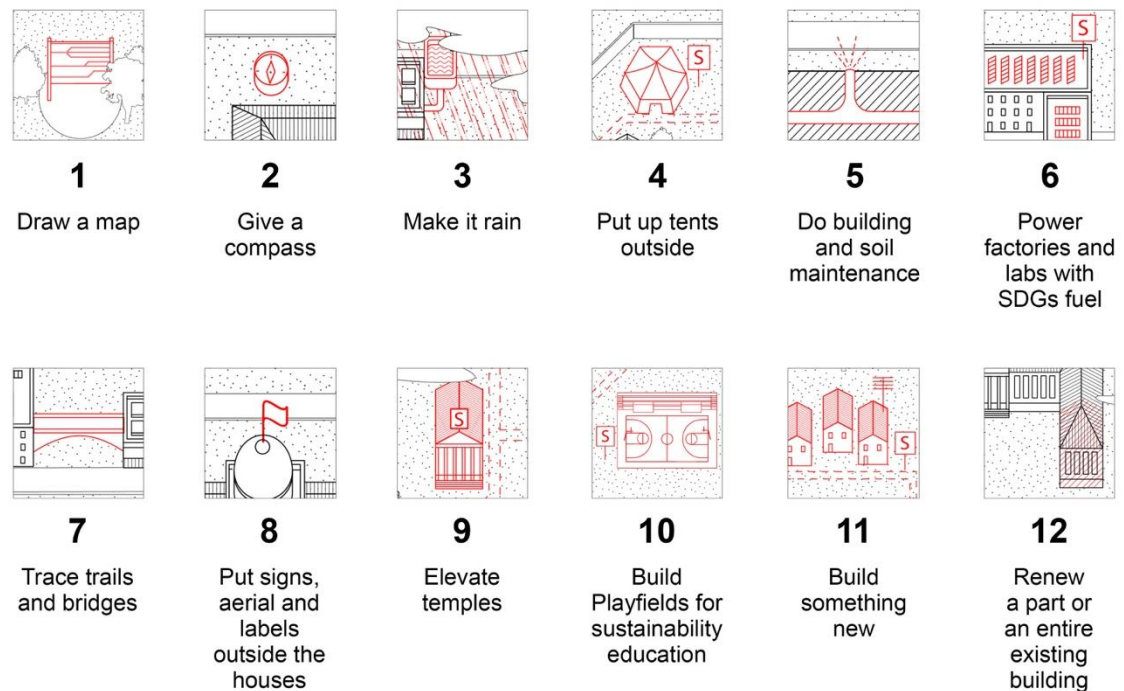 S
S
1
2
3
4
5
6
Draw a map
Give a
compass
Make it rain
Put up tents
outside
Do building
and soil
maintenance
Power
factories and
labs with
SDGs fuel
S
S
S
7
8
9
10
11
12
Trace trails
and bridges
Put signs,
aerial and
labels
outside the
houses
Elevate
temples
Build
Playfields for
sustainability
education
Build
something
new
Renew
a part or
an entire
existing
building